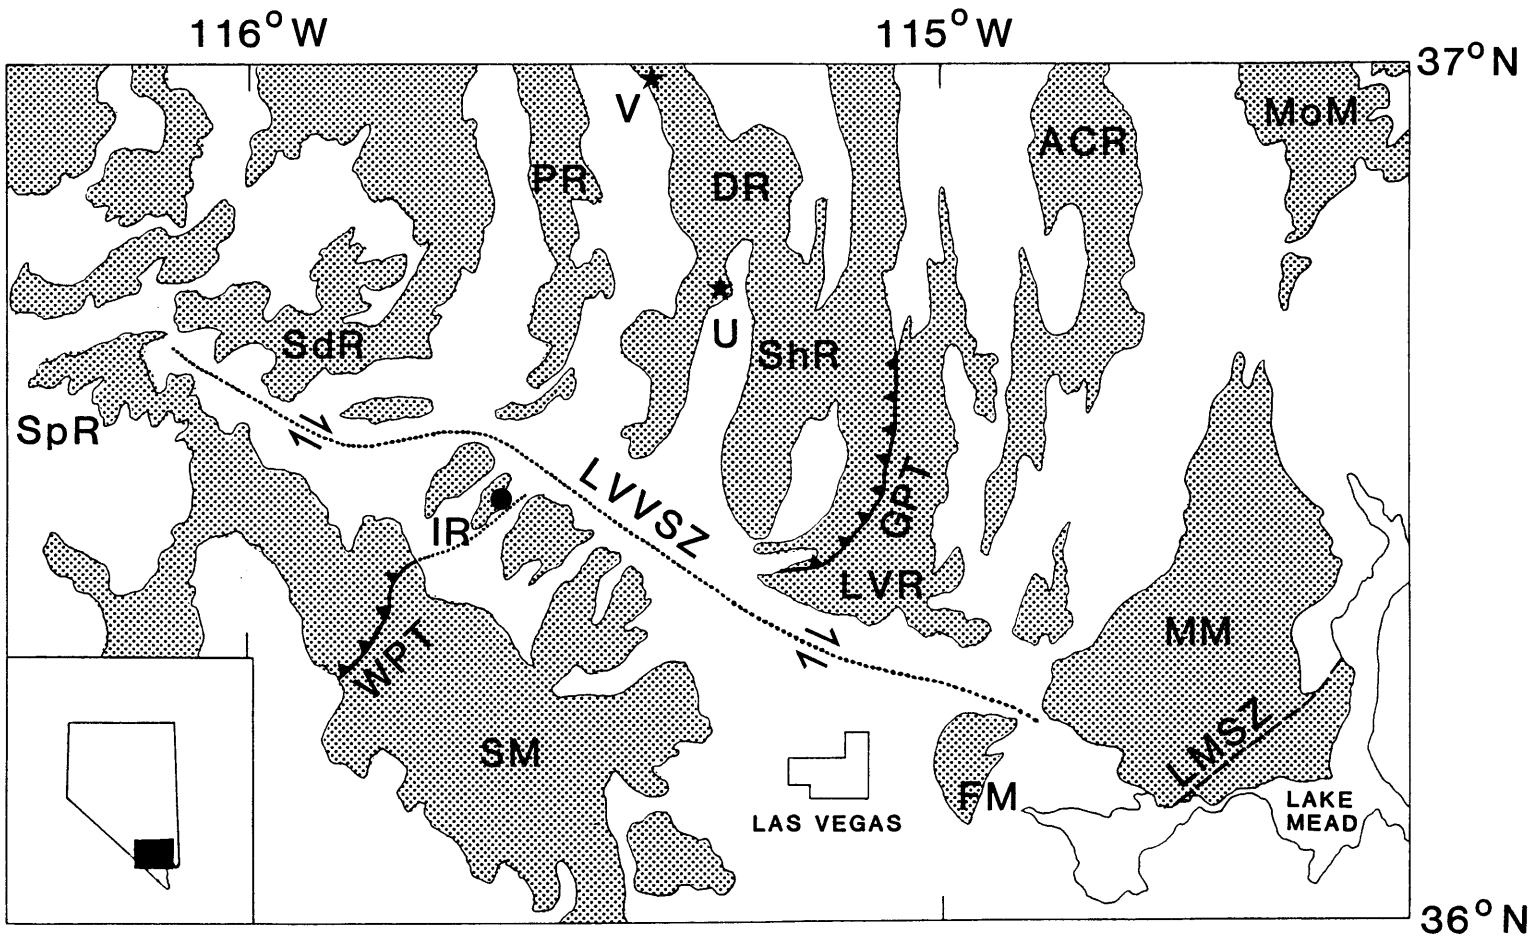 116° W
115° W
37° N
V
MoM
ACR
PR
DR
U
SdR
ShR
SpR
LVVSZ
GPT
IR
LVR
MM
WPT
SM
LMSZ
FM
LAKE
MEAD
LAS VEGAS
36° N